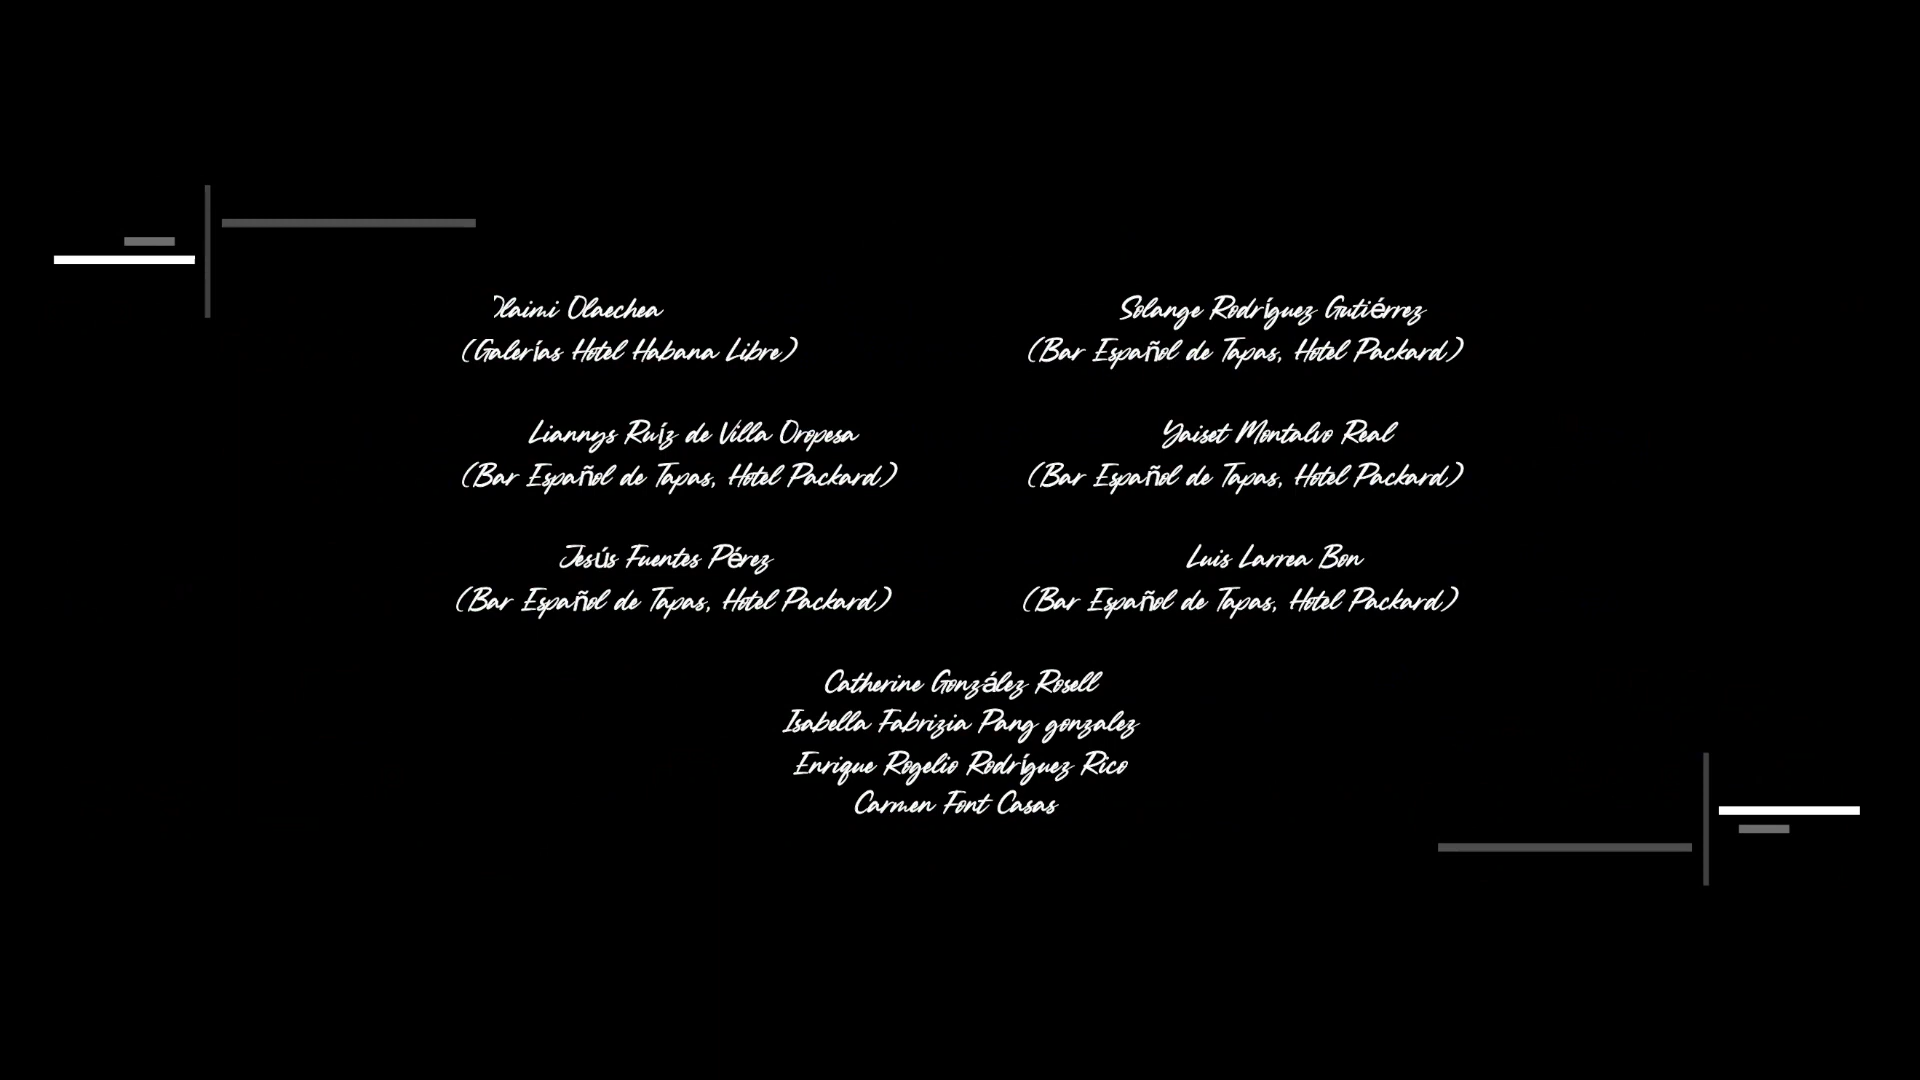 Olaechea
(Galerías Hotel Habana Libre)
Solange Rodríguez Gutiérrez
(Bar Español de Tapas, Hotel Packard)
Liannys Ruíz de Villa Oropesa
(Bar Español de Tapas, Hotel Packard)
Yaiset Montalvo Real
(Bar Español de Tapas, Hotel Packard)
Jesús Fuentes Pérez
(Bar Español de Tapas, Hotel Packard)
Luis Larrea Bon
(Bar Español de Tapas, Hotel Packard)
Catherine González Rosell
Isabella Fabrizia Pang gonzalez
Enrique Rogelio Rodríguez Rico
Carmen Font Casas